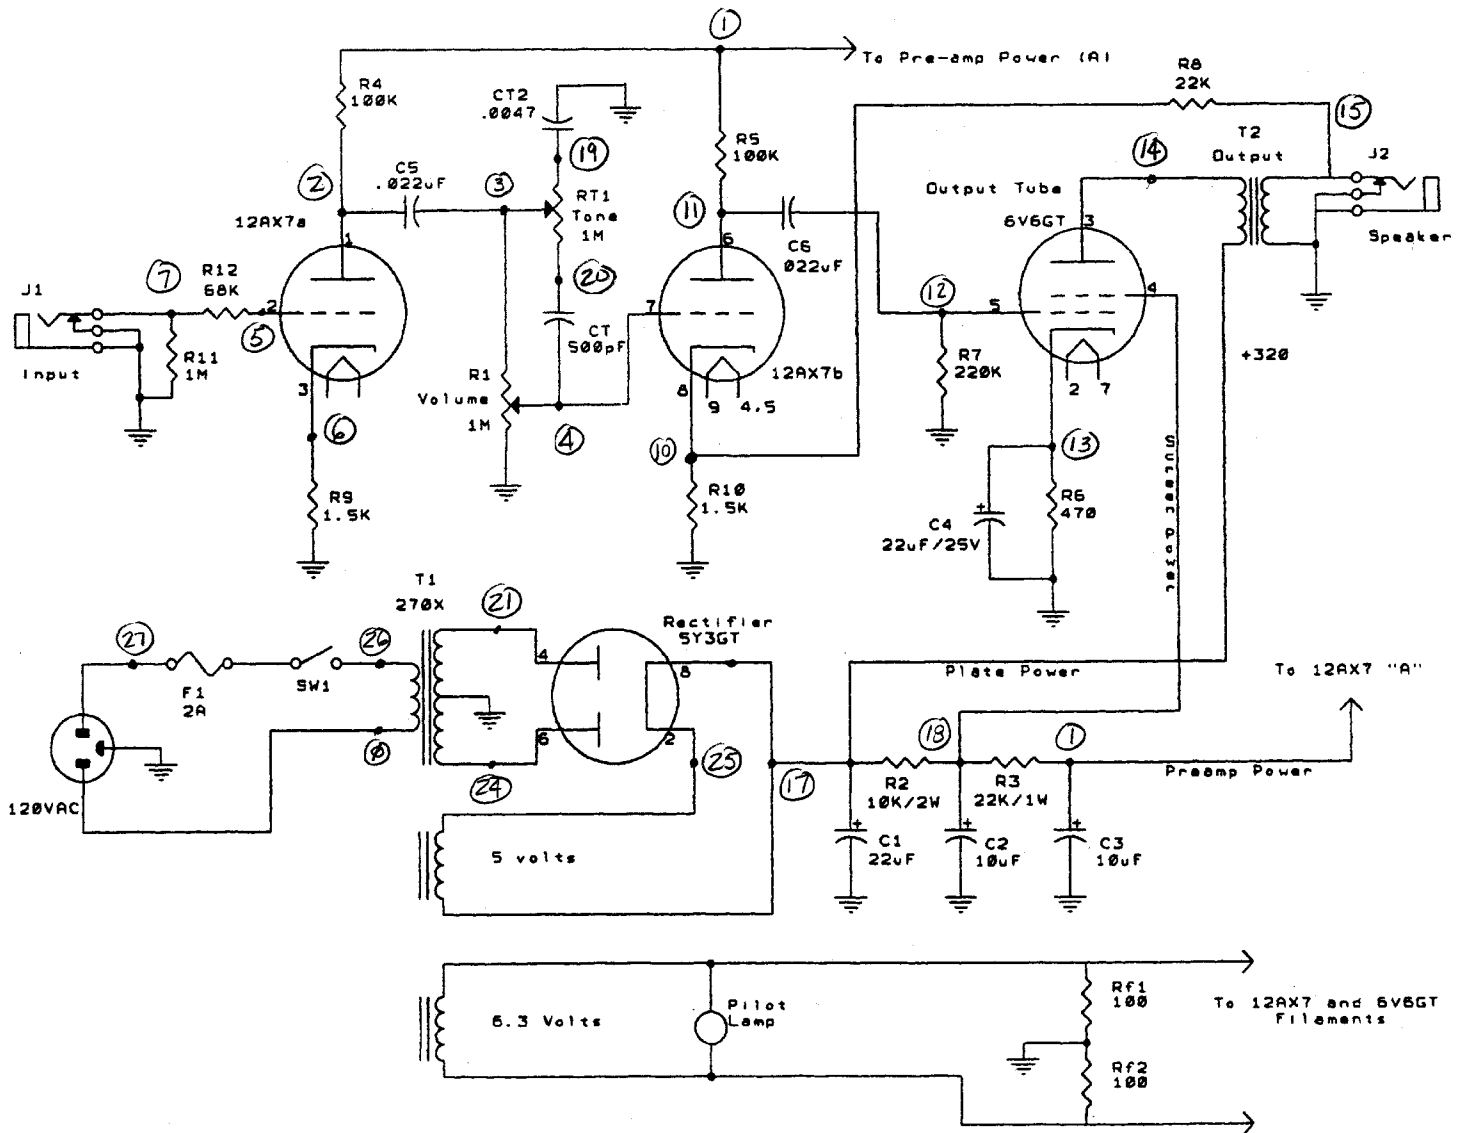 1
To Pre-amp Power (A)
R4
100K
CT2
.0047
R8
22K
15
R5
100K
T2
Output
J2
14
19
C5
.022uF
3
2
RT1
Tone
1M
11
Output Tube
6V6GT
3
12AX7a
1
6
C6
022uF
Speaker
7
R12
68K
20
12
4
J1
2
7
5
5
CT
500pF
R11
1M
Input
R7
220K
+320
3
R1
Volume
1M
8
12AX7b
9
4.5
2
7
6
4
10
13
R9
1.5K
R10
1.5K
R6
470
C4
22uF/25V
Screen Power
T1
270X
21
Rectifier
5Y3GT
27
26
4
8
Plate Power
To 12AX7 "A"
F1
2A
SW1
6
2
18
1
0
25
24
17
R2
10K/2W
R3
22K/1W
Preamp Power
120VAC
+
+
+
C1
22uF
C2
10uF
C3
10uF
5 volts
6.3 Volts
Pilot
Lamp
Rf1
100
To 12AX7 and 6V6GT
Filaments
Rf2
100